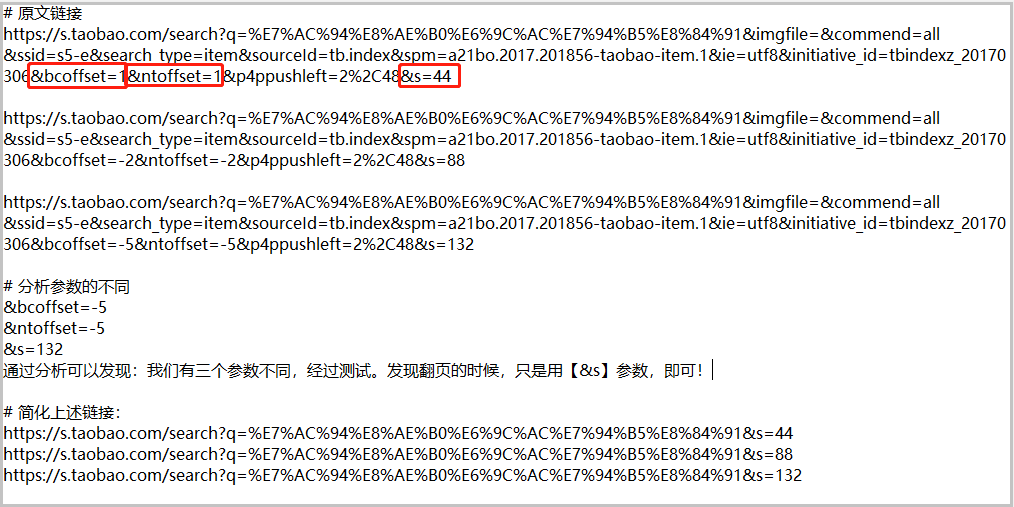 # 原文链接
https://s.taobao.com/search?q=%E7%AC%94%E8%AE%B0%E6%9C%AC%E7%94%B5%E8%84%91&imgfile=&commend=all
&ssid=s5-e&search_type=item&sourceId=tb.index&spm=a21bo.2017.201856-taobao-item.1&ie=utf8&initiative_id=tbindexz_20170
306&bcoffset=1&ntoffset=1&p4ppushleft=2%2C48&s=44
https://s.taobao.com/search?q=%E7%AC%94%E8%AE%B0%E6%9C%AC%E7%94%B5%E8%84%91&imgfile=&commend=all
&ssid=s5-e&search_type=item&sourceId=tb.index&spm=a21bo.2017.201856-taobao-item.1&ie=utf8&initiative_id=tbindexz_20170
306&bcoffset=-2&ntoffset=-2&p4ppushleft=2%2C48&s=88
https://s.taobao.com/search?q=%E7%AC%94%E8%AE%B0%E6%9C%AC%E7%94%B5%E8%84%91&imgfile=&commend=all
&ssid=s5-e&search_type=item&sourceId=tb.index&spm=a21bo.2017.201856-taobao-item.1&ie=utf8&initiative_id=tbindexz_20170
306&bcoffset=-5&ntoffset=-5&p4ppushleft=2%2C48&s=132
# 分析参数的不同
&bcoffset=-5
&ntoffset=-5
&s=132
通过分析可以发现：我们有三个参数不同，经过测试。发现翻页的时候，只是用【&s】参数，即可！
# 简化上述链接：
https://s.taobao.com/search?q=%E7%AC%94%E8%AE%B0%E6%9C%AC%E7%94%B5%E8%84%91&s=44
https://s.taobao.com/search?q=%E7%AC%94%E8%AE%B0%E6%9C%AC%E7%94%B5%E8%84%91&s=88
https://s.taobao.com/search?q=%E7%AC%94%E8%AE%B0%E6%9C%AC%E7%94%B5%E8%84%91&s=132